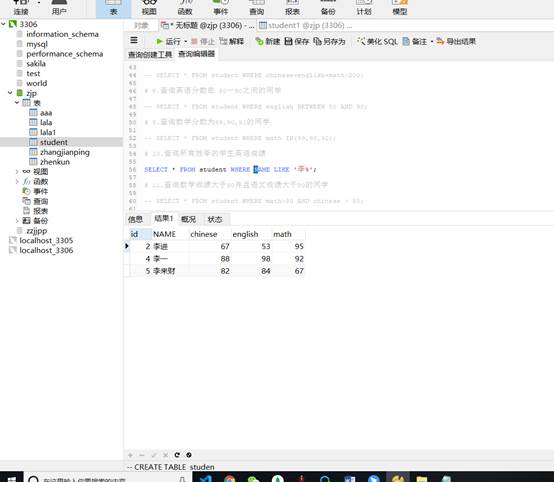 连接 用户 表 视图 函数 事件 查询 报表 备份 计划 模型
3306
information_schema
mysql
performance_schema
sakila
test
world
zjp
表
aaa
lala
lala1
student
zhangjianping
zhenkun
视图
函数
事件
查询
报表
备份
zzjjpp
localhost_3305
localhost_3306
对象 * 无标题 @zjp (3306) - ... student1 @zjp (3306) ...
运行 停止 解释 新建 保存 另存为 美化 SQL 备注 导出结果
查询创建工具 查询编辑器
43
44 -- SELECT * FROM student WHERE chinese+english+math>200;
45
46 # 8.查询英语分数在 80—90之间的同学
47
48 -- SELECT * FROM student WHERE english BETWEEN 80 AND 90;
49
50 # 9.查询数学分数为89,90,91的同学
51
52 -- SELECT * FROM student WHERE math IN(89,90,91);
53
54 # 10.查询所有姓李的学生英语成绩
55
56 SELECT * FROM student WHERE NAME LIKE '李%';
57
58 # 11.查询数学成绩大于80并且语文成绩大于80的同学
59
60 -- SELECT * FROM student WHERE math>80 AND chinese > 80;
信息 结果1 概况 状态
id NAME chinese english math
2 李进 67 53 95
4 李一 88 98 92
5 李来财 82 84 67
-- CREATE TABLE studen
在这里输入你要搜索的内容